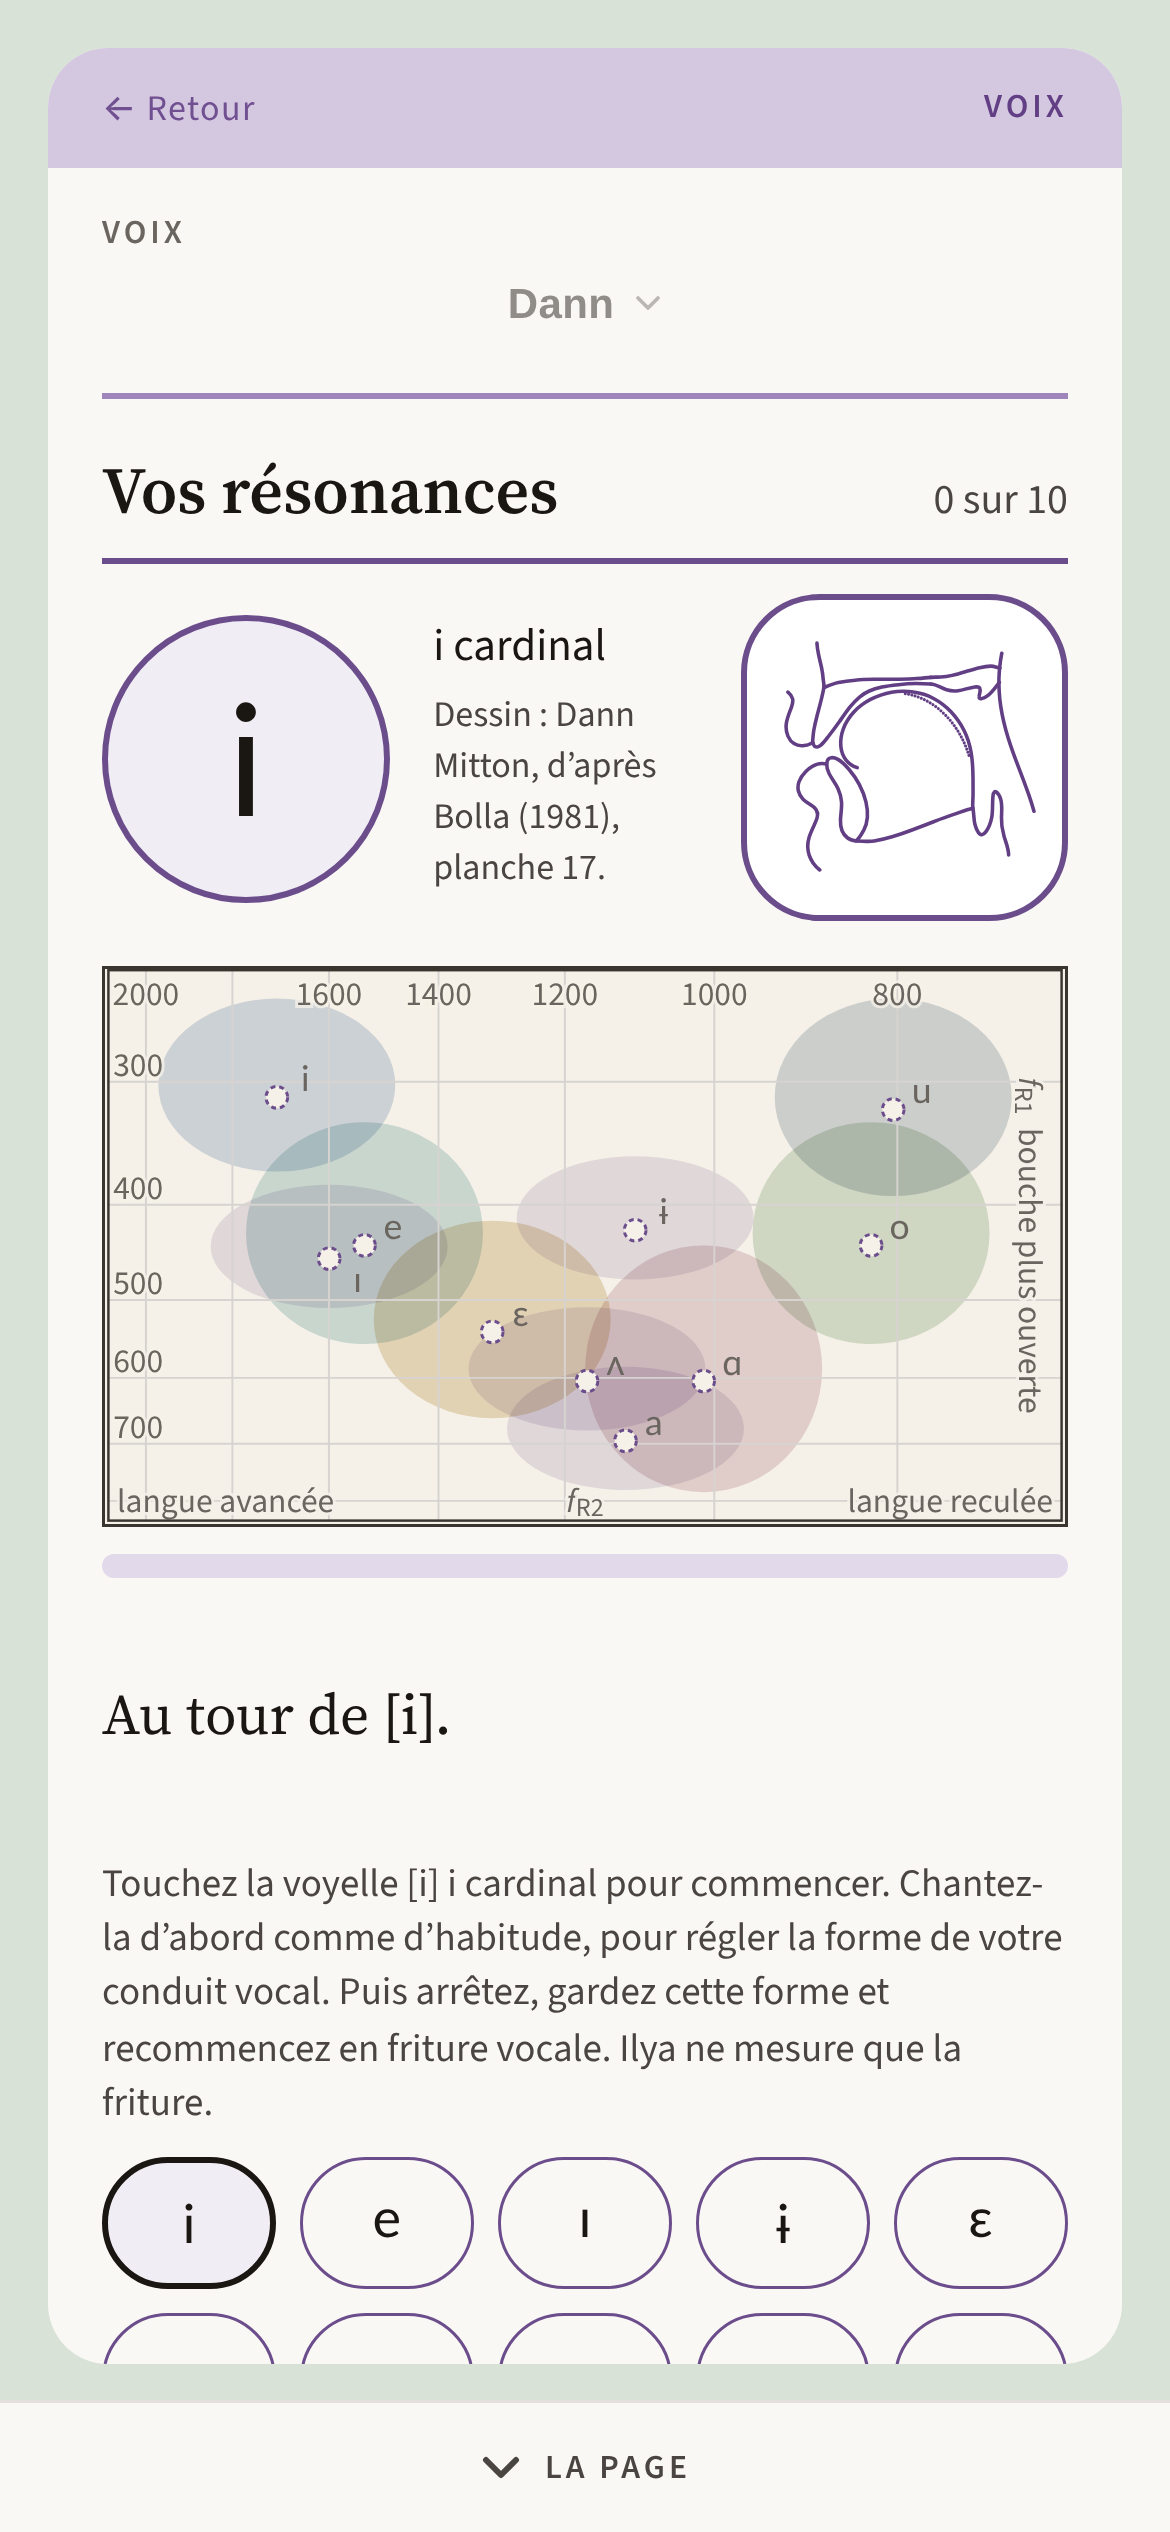 ← Retour
VOIX
VOIX
Dann
Vos résonances
0 sur 10
i
i cardinal
Dessin : Dann
Mitton, d’après
Bolla (1981),
planche 17.
2000 1600 1400 1200 1000 800
300
400
500
600
700
i
u
e
ı
ɨ
o
ɛ
ʌ
ɑ
a
fR1 bouche plus ouverte
langue avancée
fR2
langue reculée
Au tour de [i].
Touchez la voyelle [i] i cardinal pour commencer. Chantez-
la d’abord comme d’habitude, pour régler la forme de votre
conduit vocal. Puis arrêtez, gardez cette forme et
recommencez en friture vocale. Ilya ne mesure que la
friture.
i e ı ɨ ɛ
LA PAGE